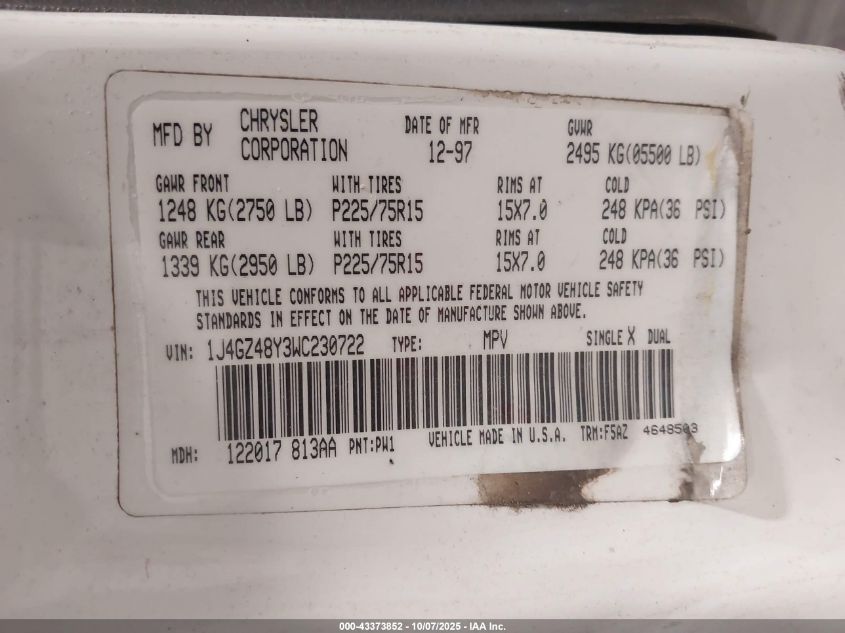 MFD BY CHRYSLER CORPORATION DATE OF MFR 12-97 GVWR 2495 KG(05500 LB)
GAWR FRONT WITH TIRES RIMS AT COLD
1248 KG(2750 LB) P225/75R15 15X7.0 248 KPA(36 PSI)
GAWR REAR WITH TIRES RIMS AT COLD
1339 KG(2950 LB) P225/75R15 15X7.0 248 KPA(36 PSI)
THIS VEHICLE CONFORMS TO ALL APPLICABLE FEDERAL MOTOR VEHICLE SAFETY
STANDARDS IN EFFECT ON THE DATE OF MANUFACTURE SHOWN ABOVE.
VIN: 1J4GZ48Y3WC230722 TYPE: MPV SINGLE X DUAL
MDH: 122017 813AA PNT:PW1 VEHICLE MADE IN U.S.A. TRM:F5AZ 4648503
000-43373852 - 10/07/2025 - IAA Inc.